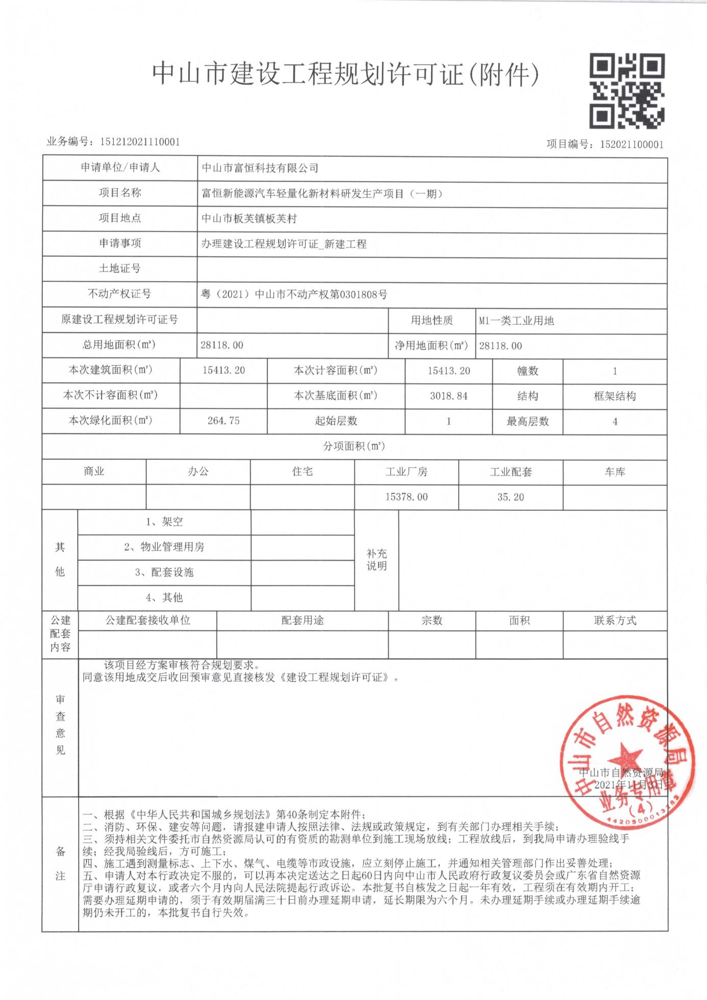 中山市建设工程规划许可证(附件)
业务编号：151212021110001
项目编号：152021100001
申请单位/申请人 中山市富恒科技有限公司
项目名称 富恒新能源汽车轻量化新材料研发生产项目（一期）
项目地点 中山市板芙镇板芙村
申请事项 办理建设工程规划许可证_新建工程
土地证号
不动产权证号 粤（2021）中山市不动产权第0301808号
原建设工程规划许可证号 用地性质 M1一类工业用地
总用地面积(㎡) 28118.00 净用地面积(㎡) 28118.00
本次建筑面积(㎡) 15413.20 本次计容面积(㎡) 15413.20 幢数 1
本次不计容面积(㎡) 本次基底面积(㎡) 3018.84 结构 框架结构
本次绿化面积(㎡) 264.75 起始层数 1 最高层数 4
分项面积(㎡)
商业 办公 住宅 工业厂房 工业配套 车库
15378.00 35.20
其他
1、架空
2、物业管理用房
3、配套设施
4、其他
补充
说明
公建
配套
内容
公建配套接收单位 配套用途 宗数 面积 联系方式
审查意见
该项目经方案审核符合规划要求。
同意该用地成交后收回预审意见直接核发《建设工程规划许可证》。
中山市自然资源局
2021年11月3日
中山市自然资源局
业务专用章
（4）
4420500013282
备注
一、根据《中华人民共和国城乡规划法》第40条制定本附件；
二、消防、环保、建安等问题，请报建申请人按照法律、法规或政策规定，到有关部门办理相关手续；
三、须持相关文件委托市自然资源局认可的有资质的勘测单位到施工现场放线；工程放线后，到我局申请办理验线手
续；经我局验线后，方可施工；
四、施工遇到测量标志、上下水、煤气、电缆等市政设施，应立刻停止施工，并通知相关管理部门作出妥善处理；
五、申请人对本行政决定不服的，可以再本决定送达之日起60日内向中山市人民政府行政复议委员会或广东省自然资源
厅申请行政复议，或者六个月内向人民法院提起行政诉讼。本批复书自核发之日起一年有效，工程须在有效期内开工；
需要办理延期申请的，须于有效期届满三十日前办理延期申请，延长期限为六个月。未办理延期手续或办理延期手续逾
期仍未开工的，本批复书自行失效。